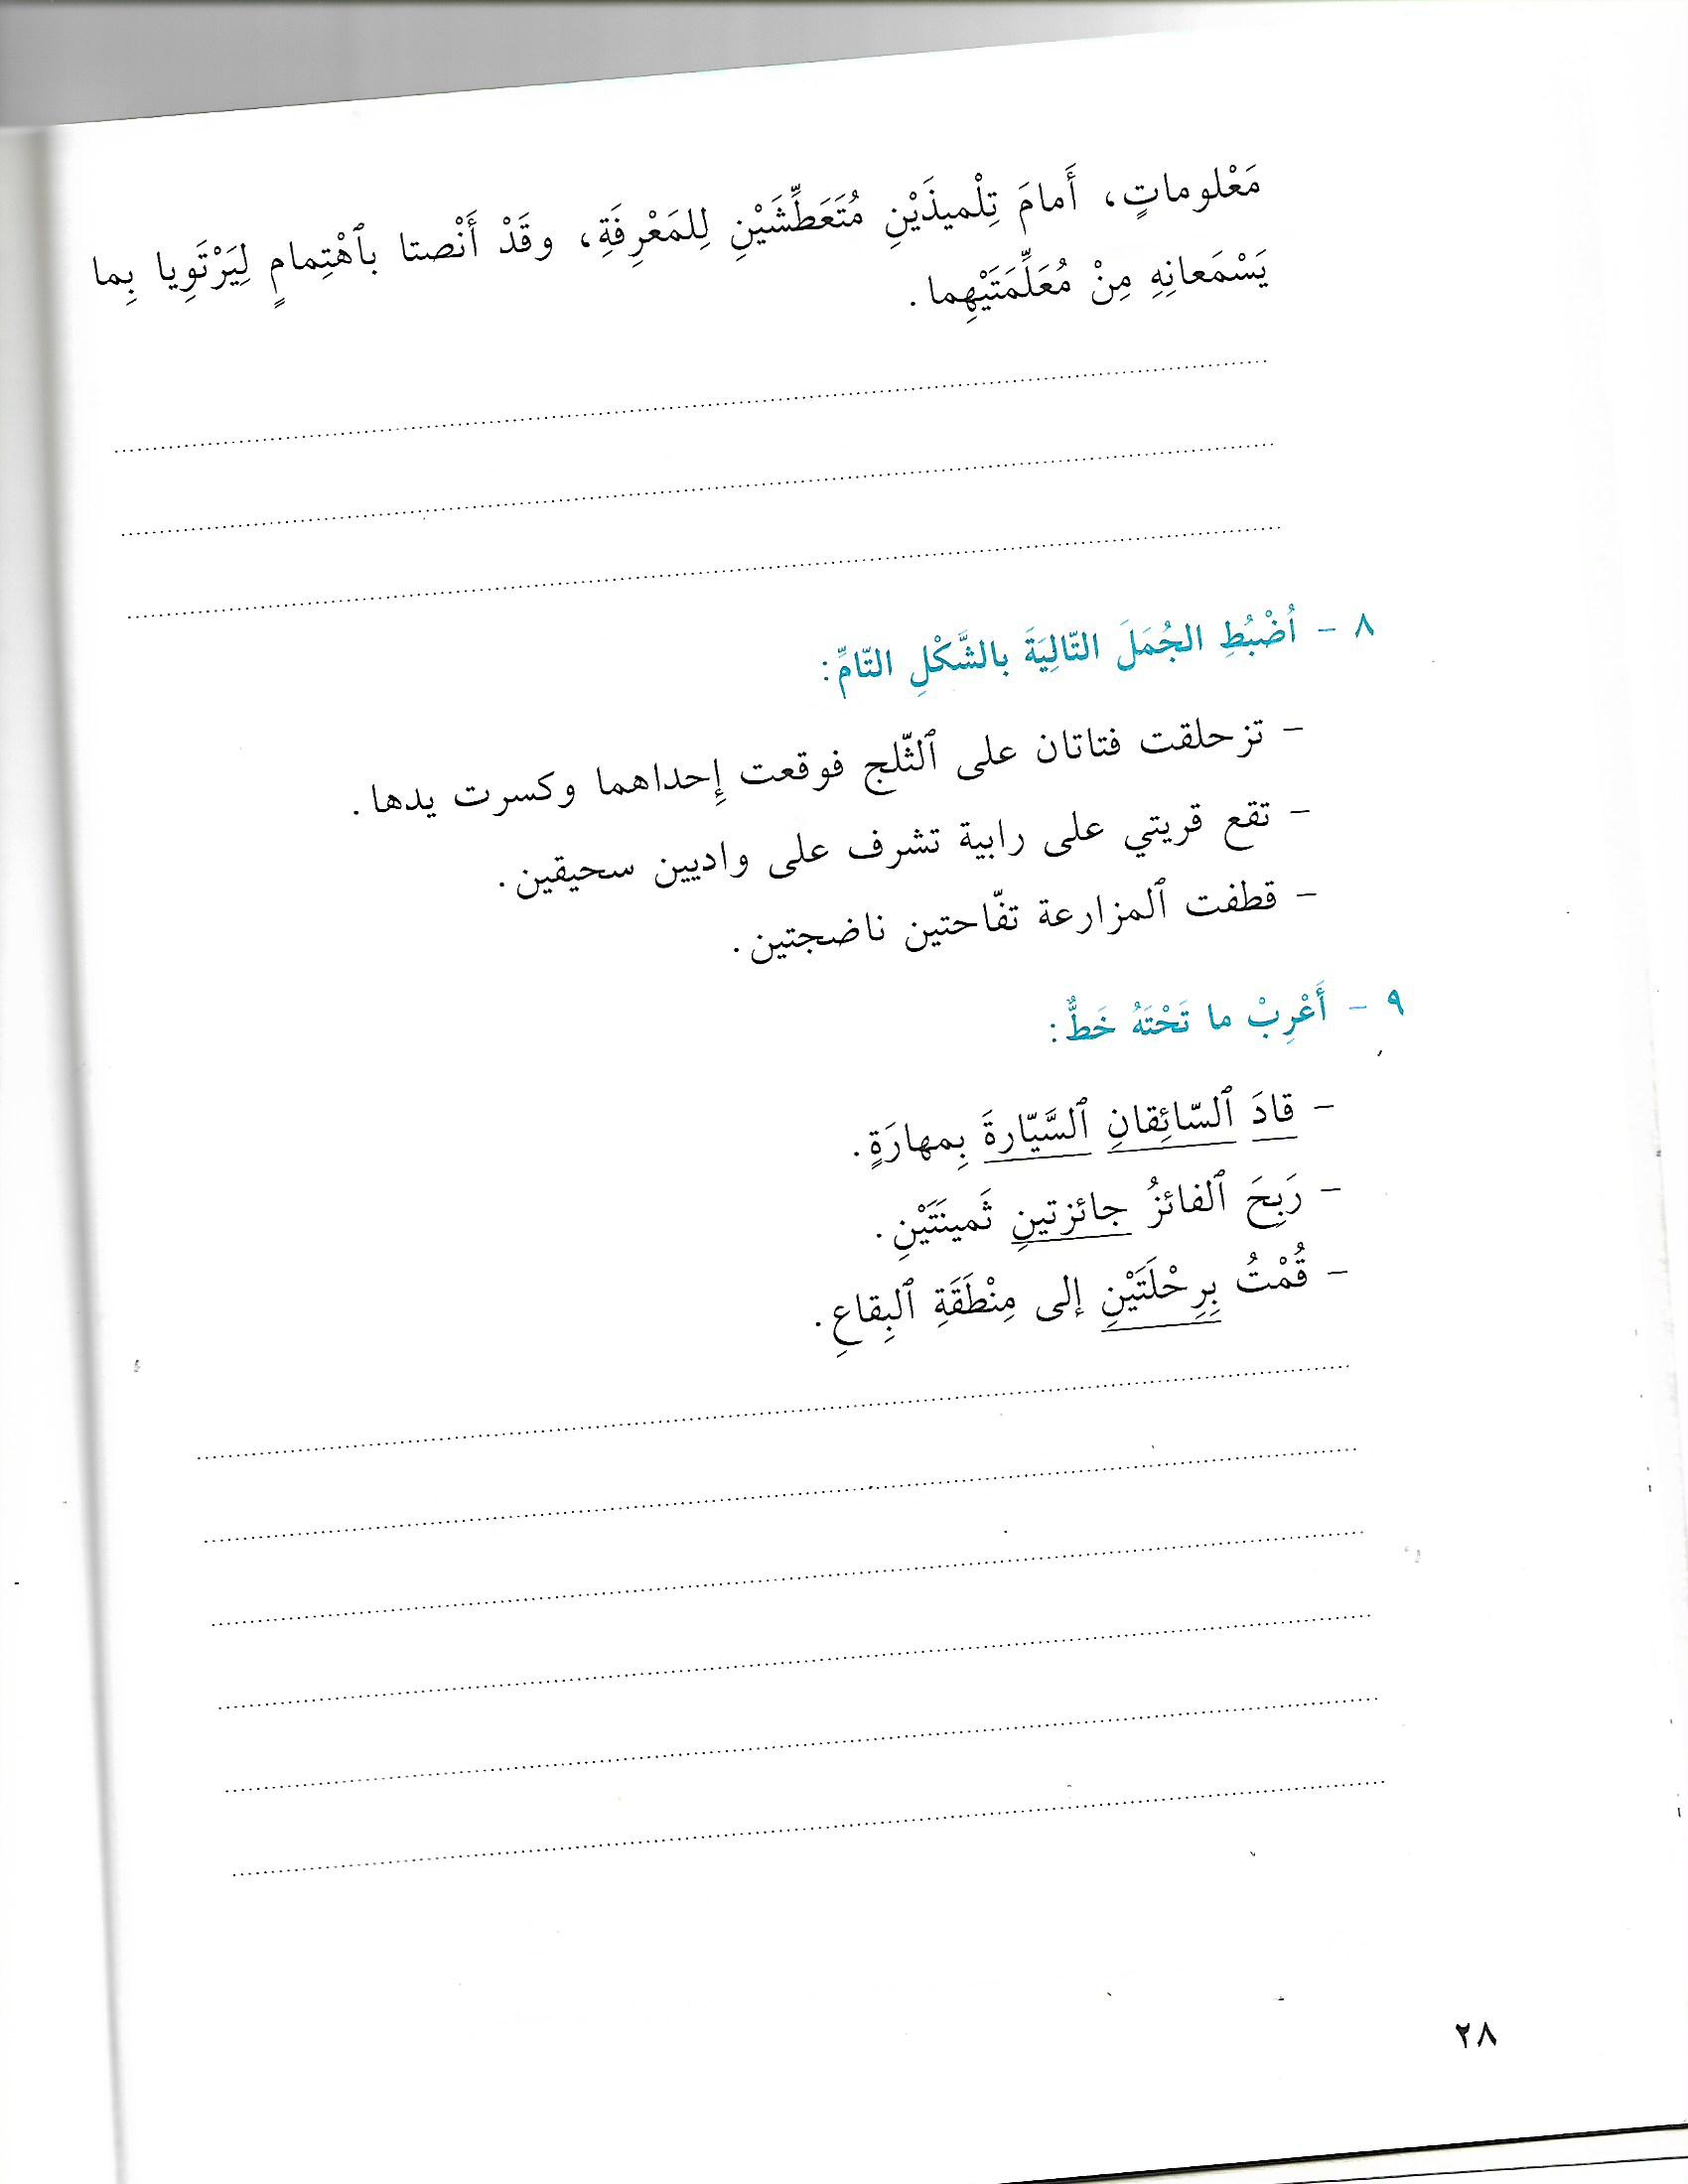 مَعْلوماتٍ، أَمامَ تِلْميذَيْنِ مُتَعَطِّشَيْنِ لِلمَعْرِفَةِ، وقَدْ أَنْصتا بٱهْتِمامٍ لِيَرْتَوِيا بِما
يَسْمَعانِهِ مِنْ مُعَلِّمَتَيْهِما.
٨ - اُضْبُطِ الجُمَلَ التّالِيَةَ بالشَّكْلِ التّامِّ:
- تزحلقت فتاتان على ٱلثّلج فوقعت إِحداهما وكسرت يدها.
- تقع قريتي على رابية تشرف على واديين سحيقين.
- قطفت ٱلمزارعة تفّاحتين ناضجتين.
٩ - أَعْرِبْ ما تَحْتَهُ خَطٌّ:
- قادَ ٱلسّائِقانِ ٱلسَّيّارةَ بِمهارَةٍ.
- رَبِحَ ٱلفائزُ جائزتينِ ثَمينَتَيْنِ.
- قُمْتُ بِرِحْلَتَيْنِ إلى مِنْطَقَةِ ٱلبِقاعِ.
٢٨